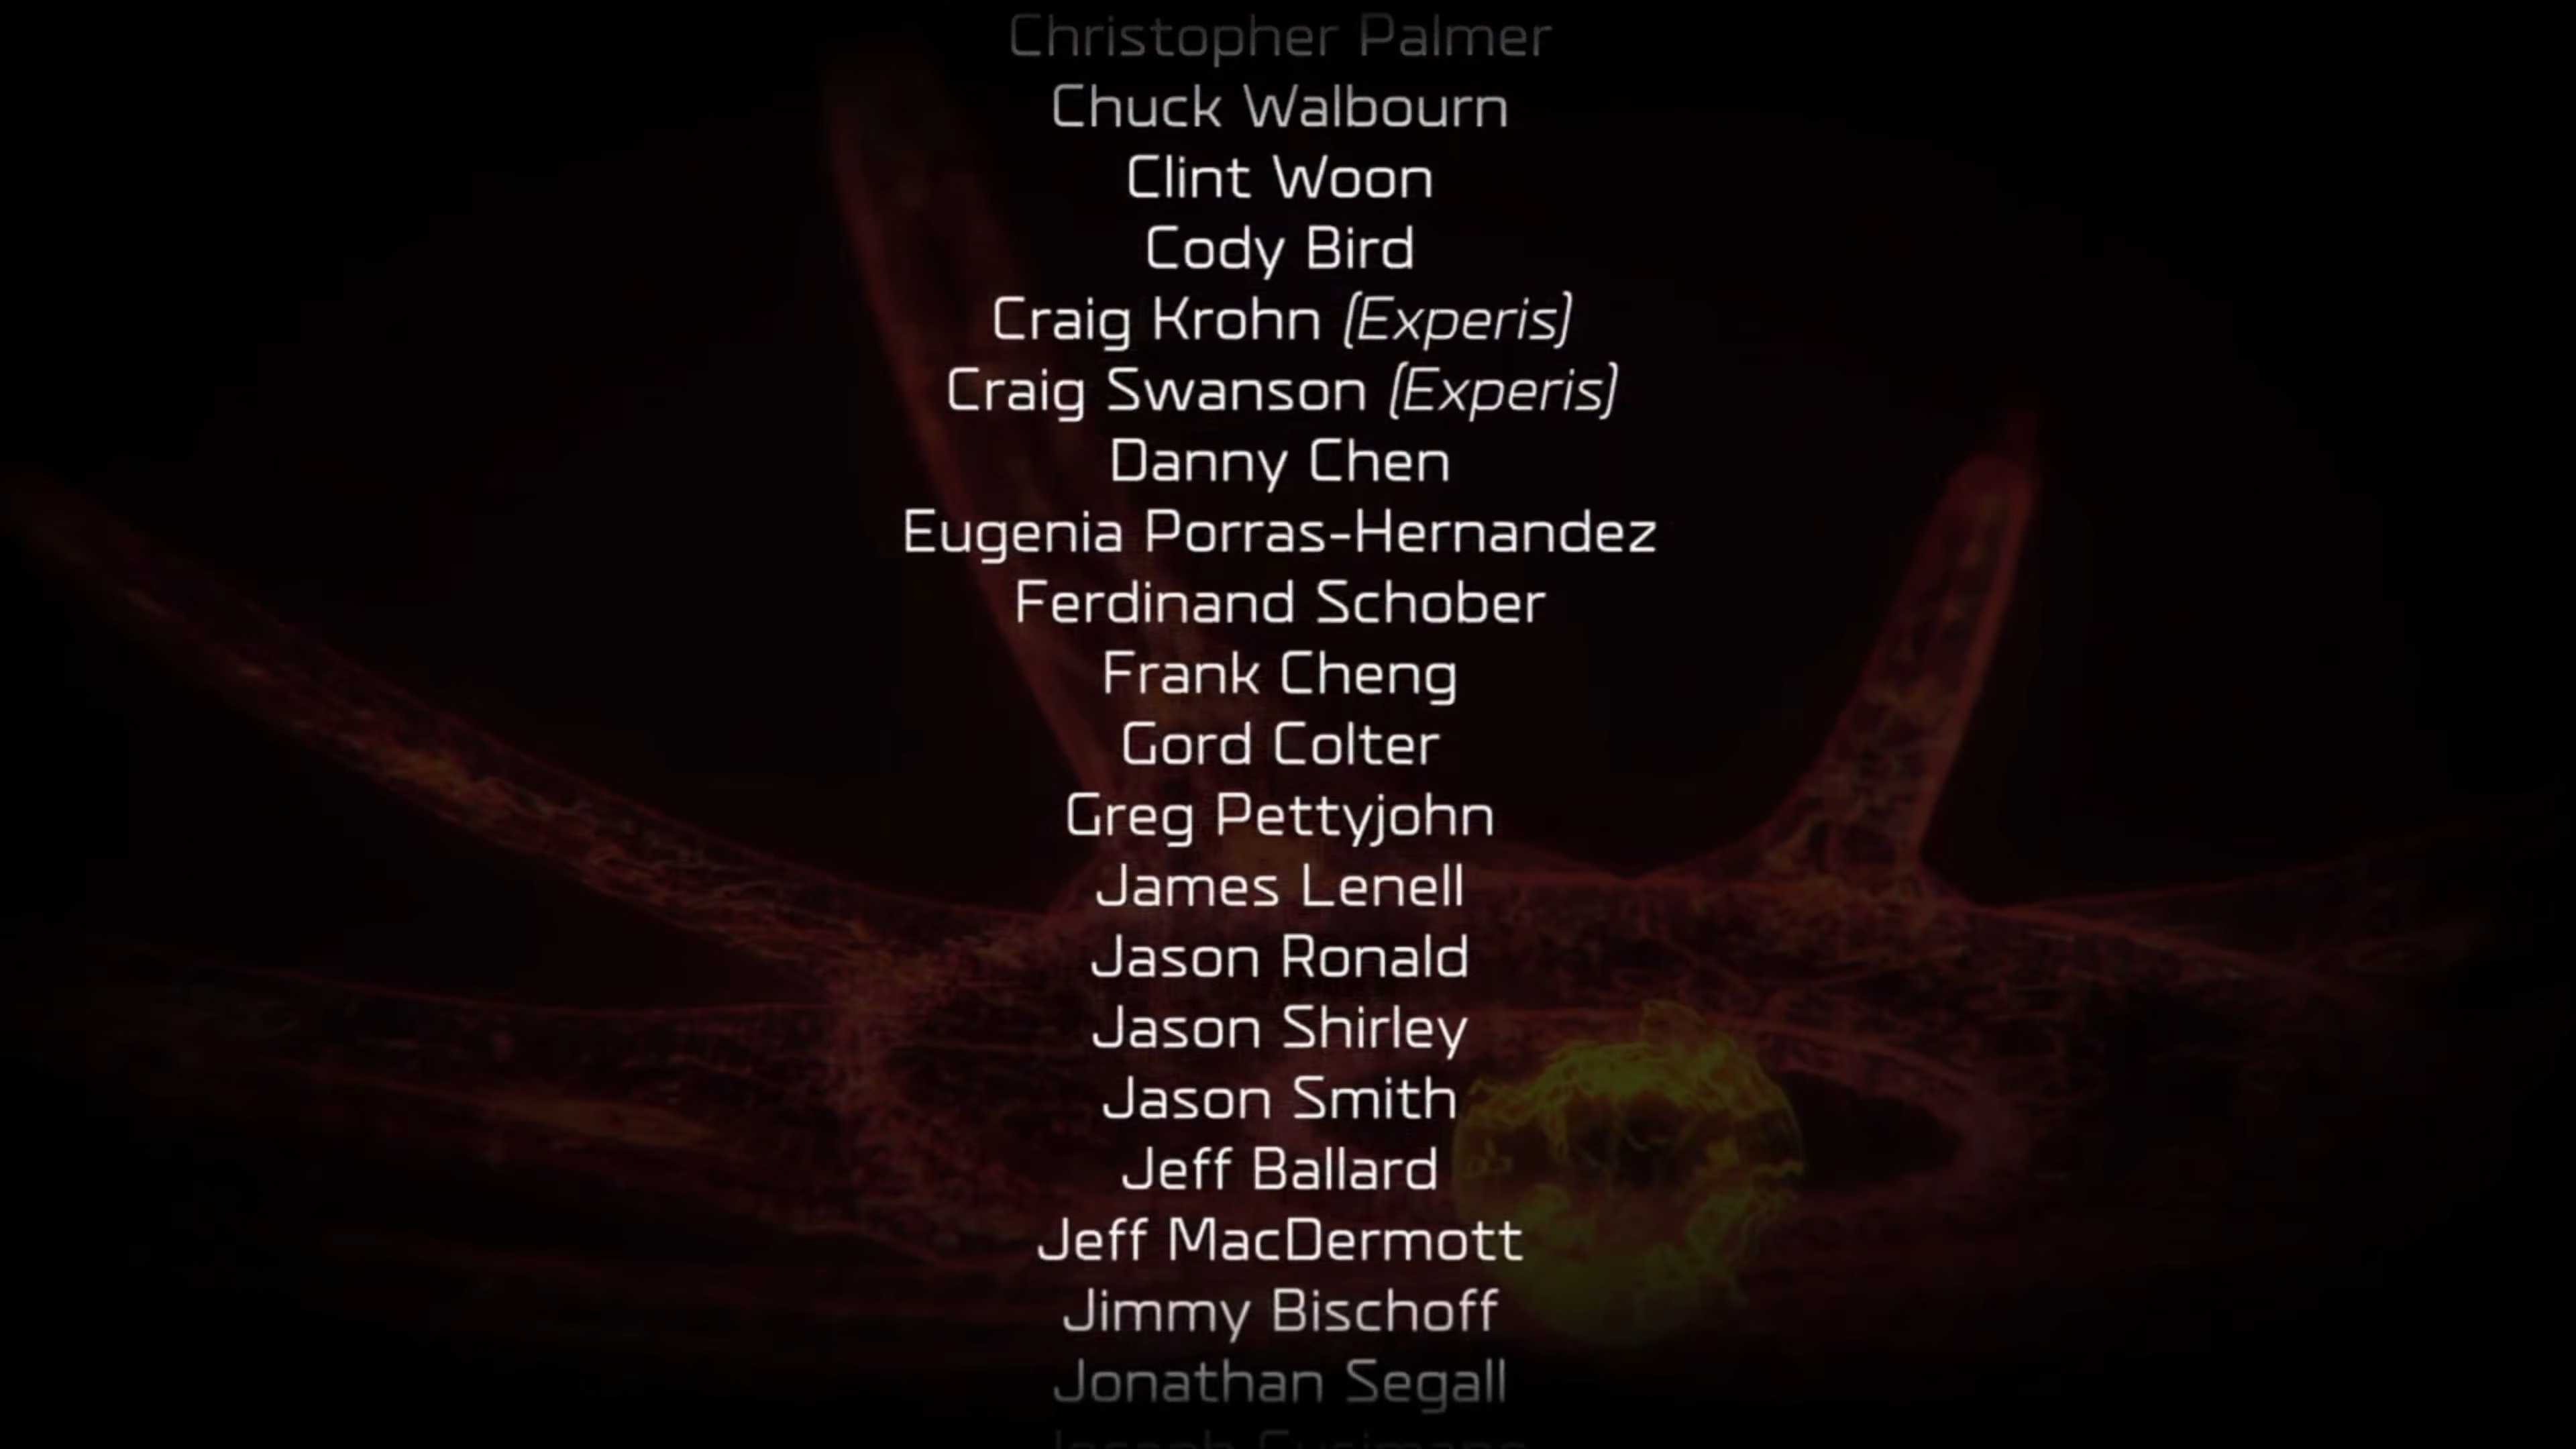 Christopher Palmer
Chuck Walbourn
Clint Woon
Cody Bird
Craig Krohn (Experis)
Craig Swanson (Experis)
Danny Chen
Eugenia Porras-Hernandez
Ferdinand Schober
Frank Cheng
Gord Colter
Greg Pettyjohn
James Lenell
Jason Ronald
Jason Shirley
Jason Smith
Jeff Ballard
Jeff MacDermott
Jimmy Bischoff
Jonathan Segall
Joseph